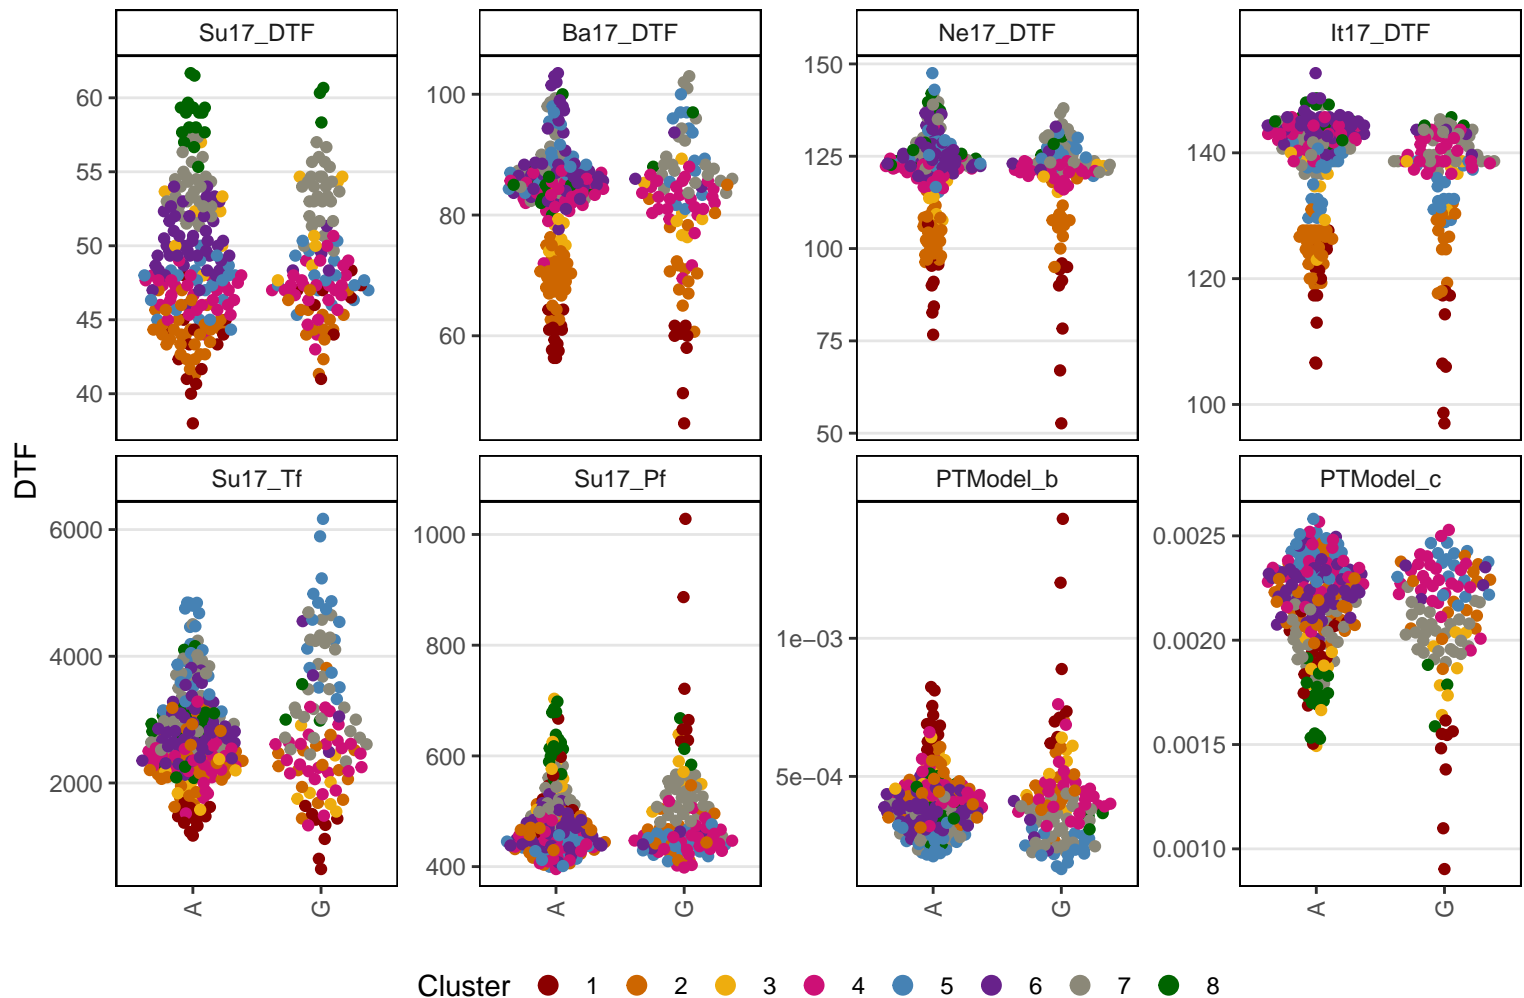 Su17_DTF
Ba17_DTF
Ne17_DTF
It17_DTF
60
55
50
45
40
100
80
60
150
125
100
75
50
140
120
100
DTF
Su17_Tf
Su17_Pf
PTModel_b
PTModel_c
6000
4000
2000
1000
800
600
400
1e−03
5e−04
0.0025
0.0020
0.0015
0.0010
A
G
A
G
A
G
A
G
Cluster 1 2 3 4 5 6 7 8